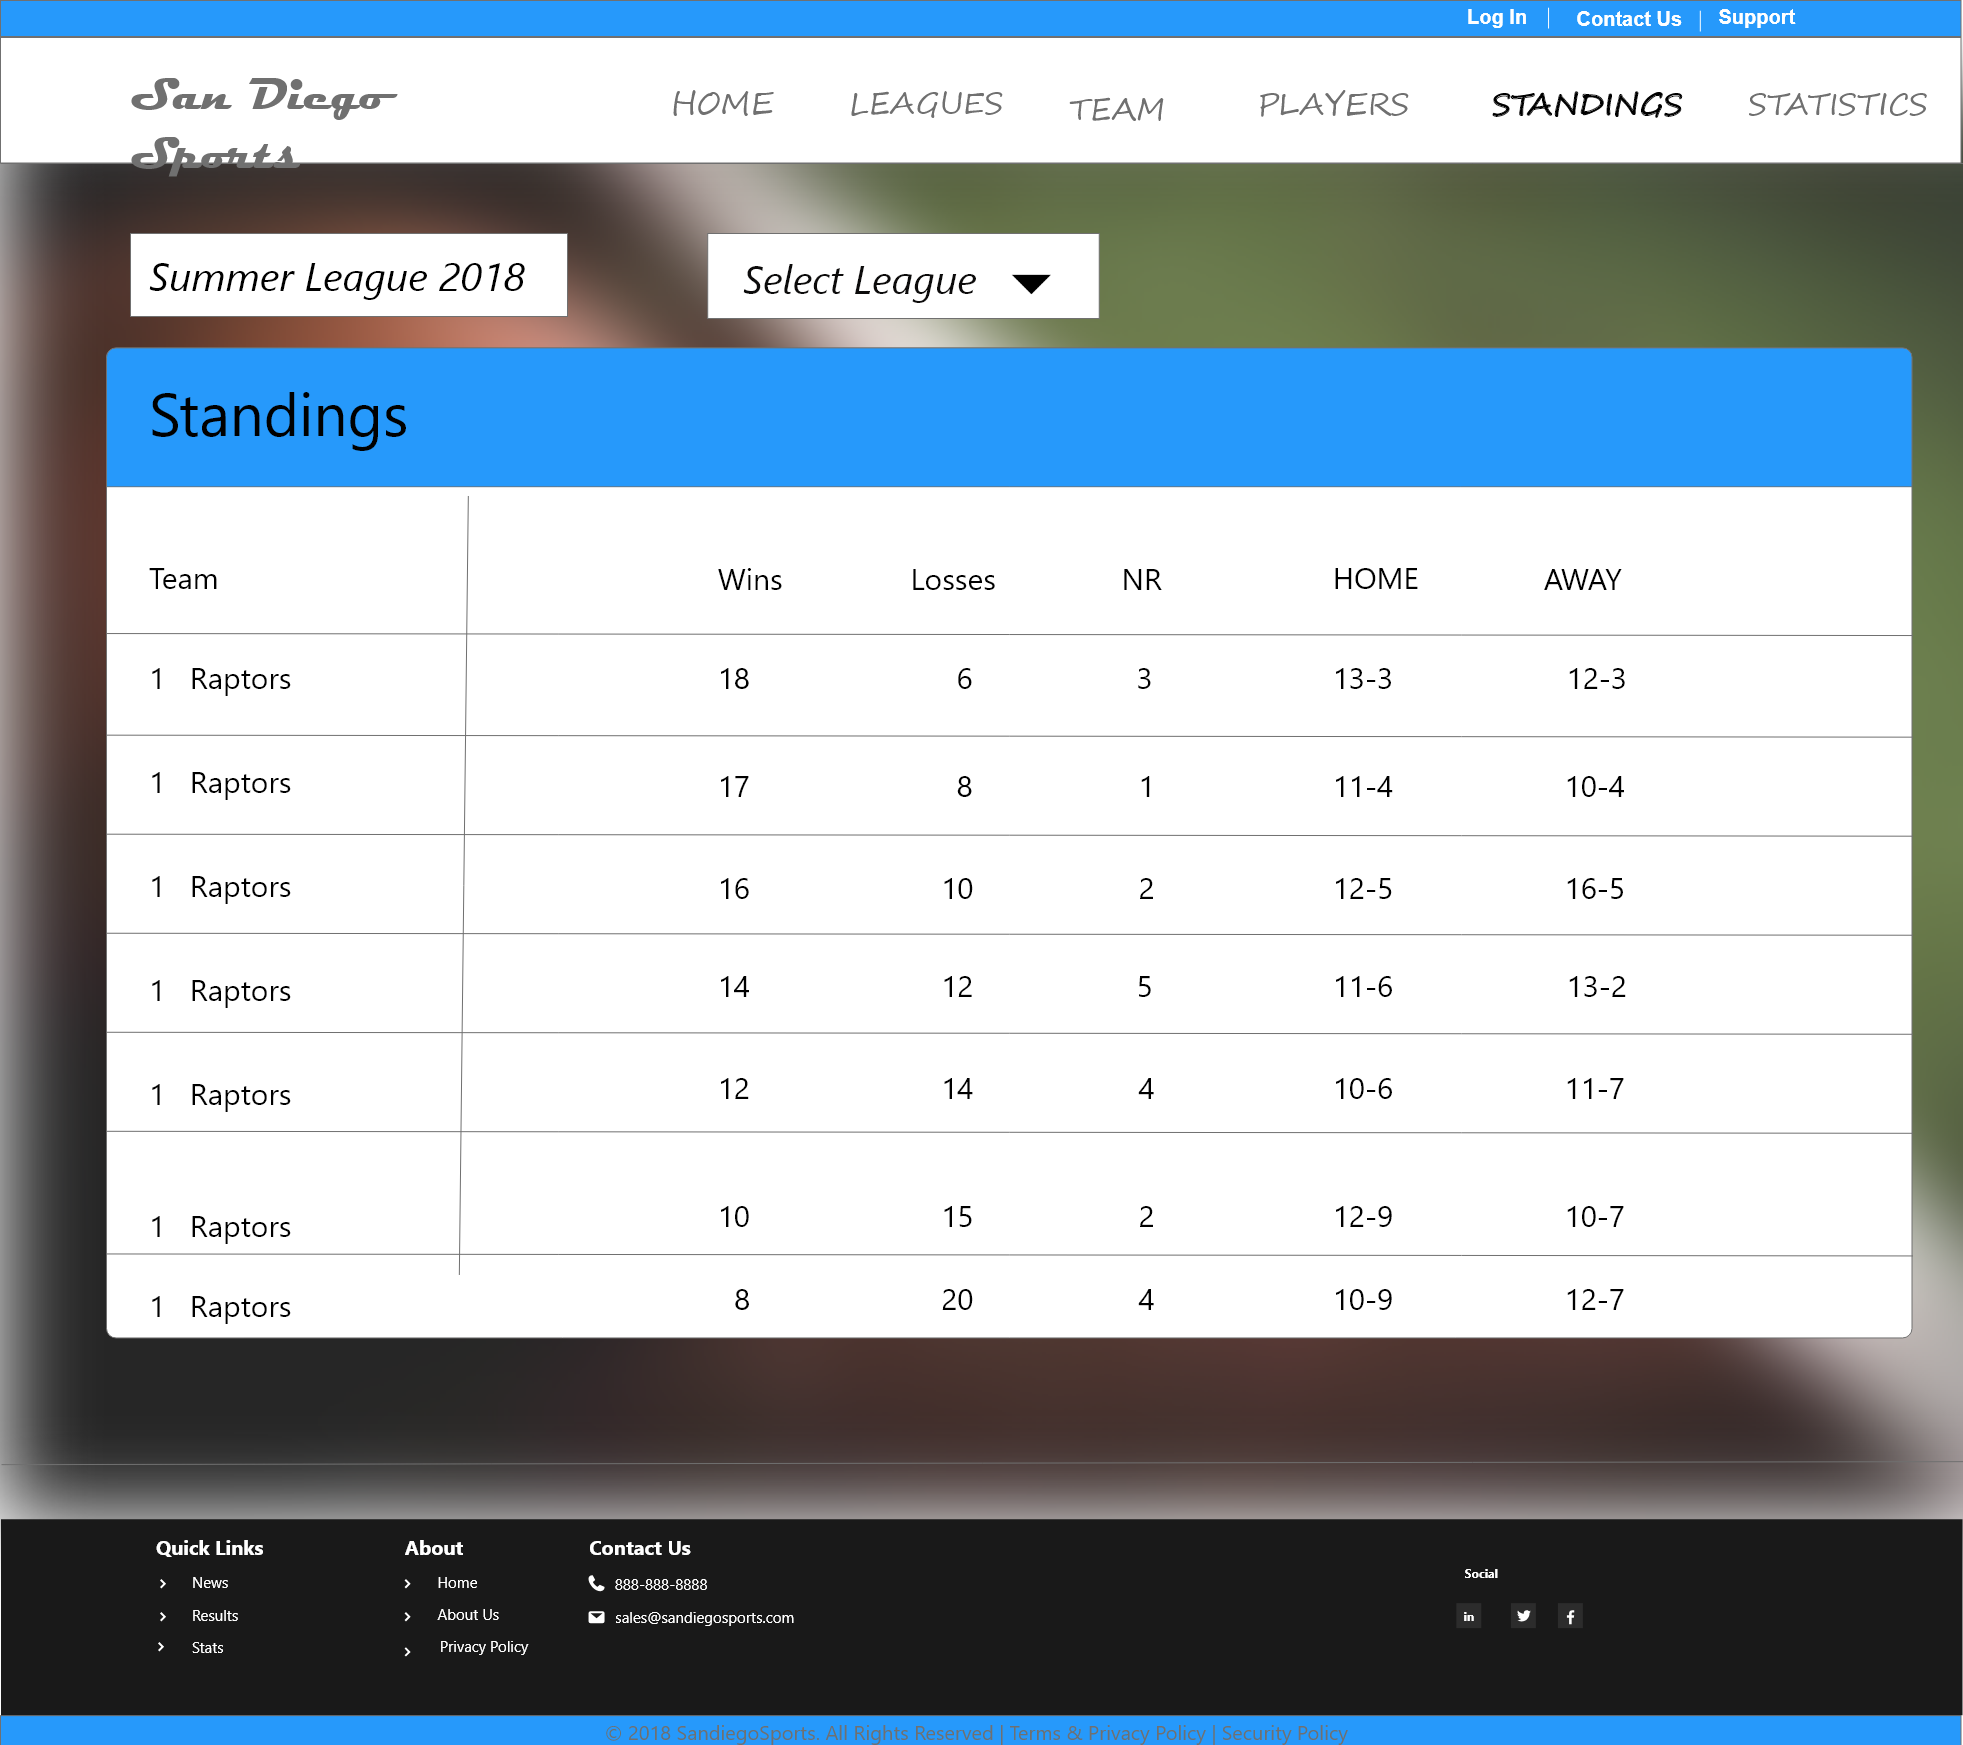 Log In | Contact Us | Support
San Diego
Sports
HOME LEAGUES TEAM PLAYERS STANDINGS STATISTICS
Summer League 2018
Select League
Standings
Team Wins Losses NR HOME AWAY
1 Raptors 18 6 3 13-3 12-3
1 Raptors 17 8 1 11-4 10-4
1 Raptors 16 10 2 12-5 16-5
1 Raptors 14 12 5 11-6 13-2
1 Raptors 12 14 4 10-6 11-7
1 Raptors 10 15 2 12-9 10-7
1 Raptors 8 20 4 10-9 12-7
Quick Links
News
Results
Stats
About
Home
About Us
Privacy Policy
Contact Us
888-888-8888
sales@sandiegosports.com
Social
in
© 2018 SandiegoSports. All Rights Reserved | Terms & Privacy Policy | Security Policy